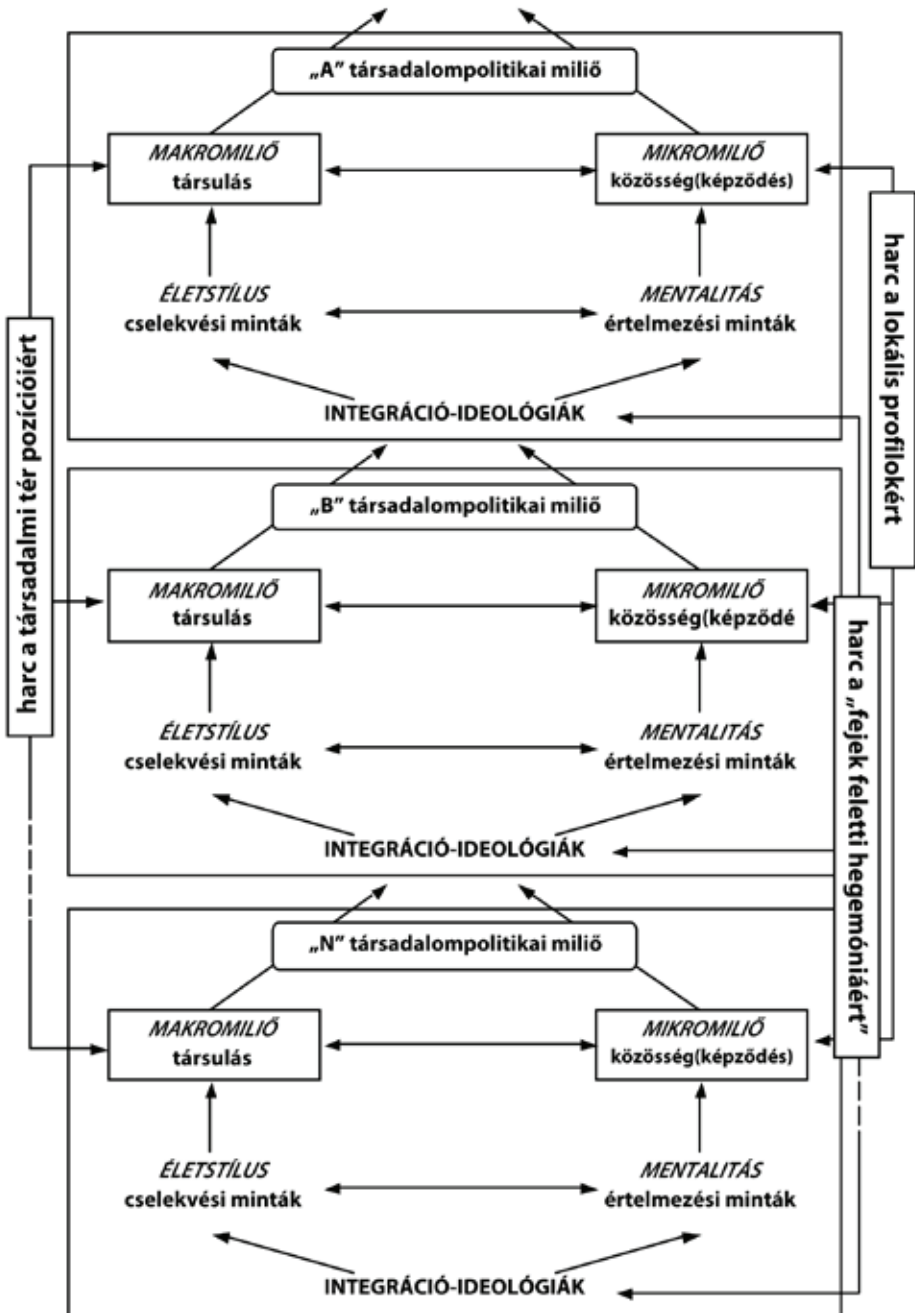 „A” társadalompolitikai miliő
MAKROMILIŐ
társulás
MIKROMILIŐ
közösség(képződés)
ÉLETSTÍLUS
cselekvési minták
MENTALITÁS
értelmezési minták
INTEGRÁCIÓ-IDEOLÓGIÁK
„B” társadalompolitikai miliő
MAKROMILIŐ
társulás
MIKROMILIŐ
közösség(képződé
ÉLETSTÍLUS
cselekvési minták
MENTALITÁS
értelmezési minták
INTEGRÁCIÓ-IDEOLÓGIÁK
„N” társadalompolitikai miliő
MAKROMILIŐ
társulás
MIKROMILIŐ
közösség(képződés)
ÉLETSTÍLUS
cselekvési minták
MENTALITÁS
értelmezési minták
INTEGRÁCIÓ-IDEOLÓGIÁK
harc a társadalmi tér pozícióiért
harc a lokális profilokért
harc a „fejek feletti hegemóniáért”